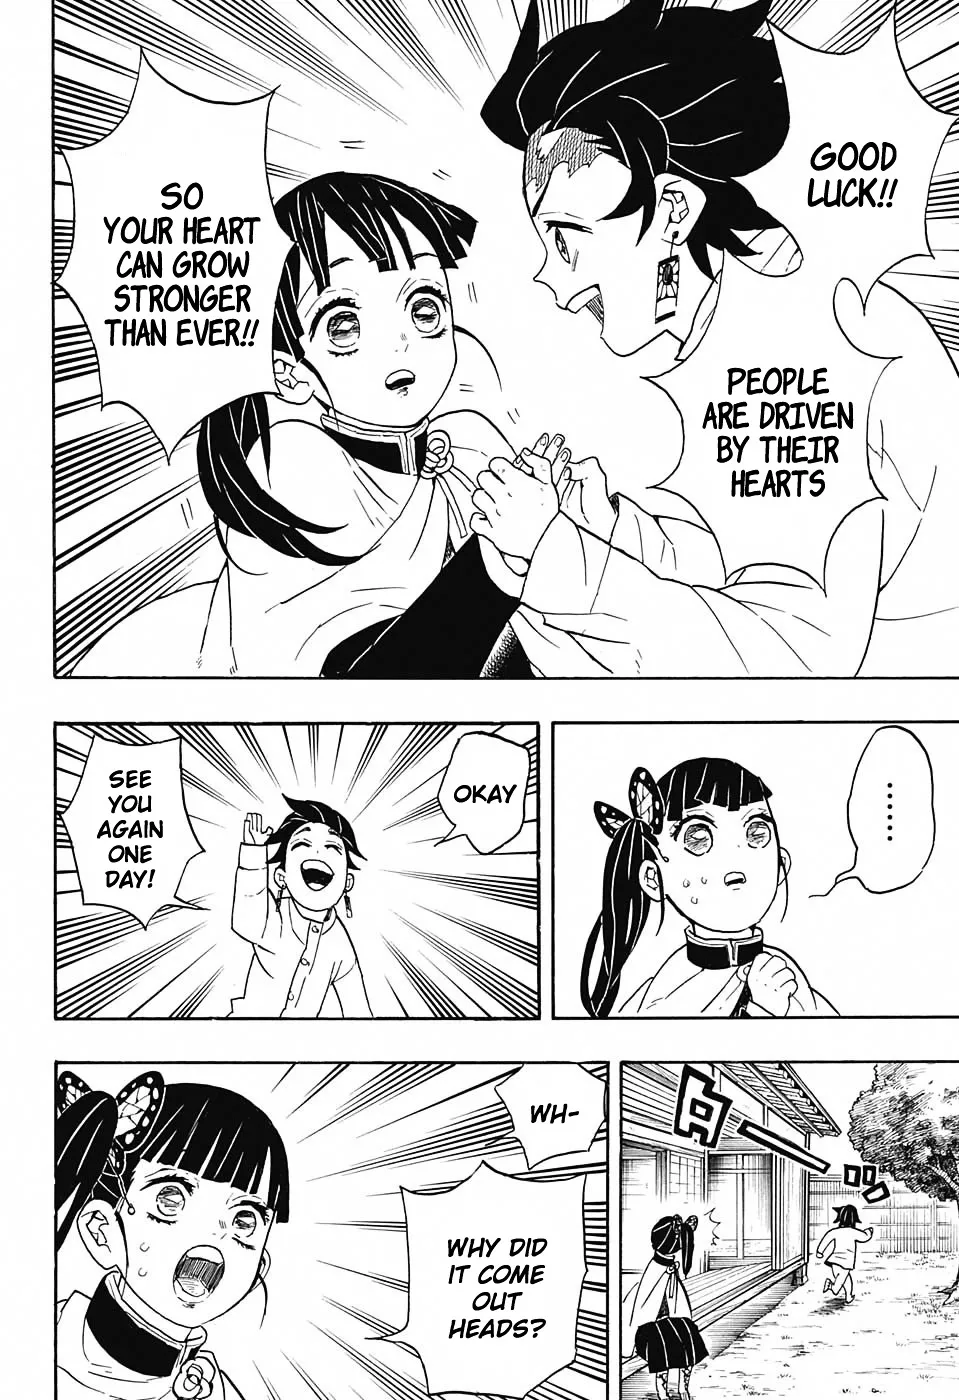 GOOD
LUCK!!
PEOPLE
ARE DRIVEN
BY THEIR
HEARTS
SO
YOUR HEART
CAN GROW
STRONGER
THAN EVER!!
......
OKAY
SEE
YOU
AGAIN
ONE
DAY!
WH-
WHY DID
IT COME
OUT
HEADS?